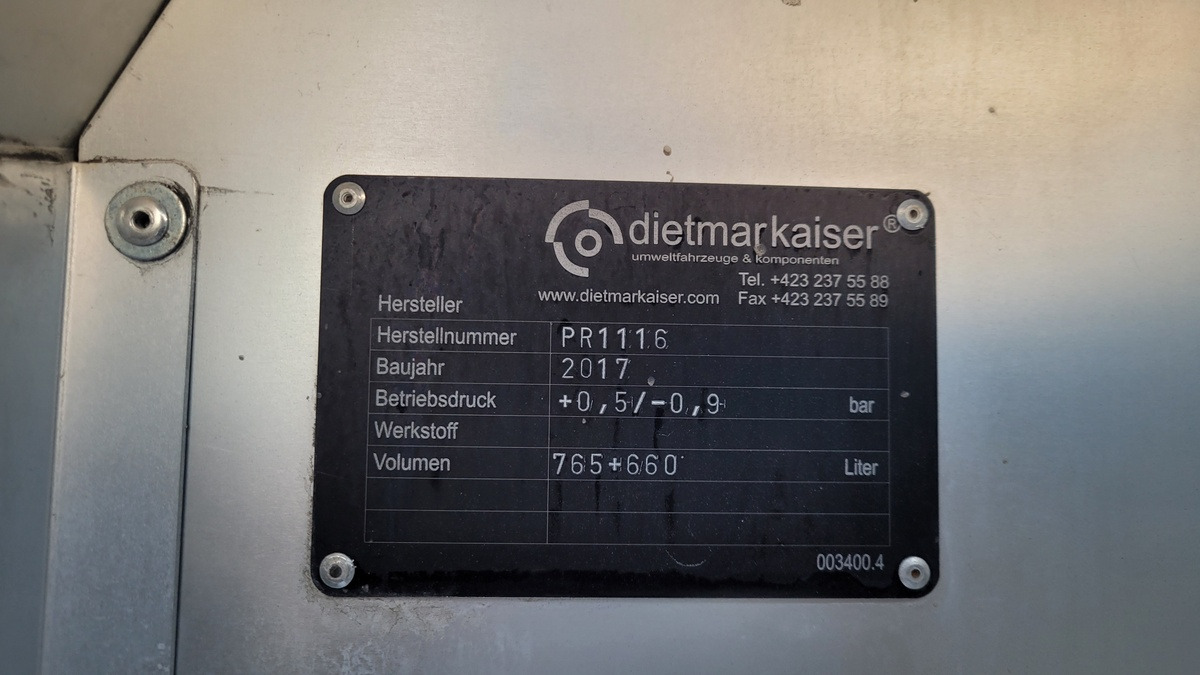 dietmarkaiser®
umweltfahrzeuge & komponenten
Tel. +423 237 55 88
www.dietmarkaiser.com Fax +423 237 55 89
Hersteller
Herstellnummer PR1116
Baujahr 2017
Betriebsdruck +0,5/-0,9 bar
Werkstoff
Volumen 765+660 Liter
003400.4